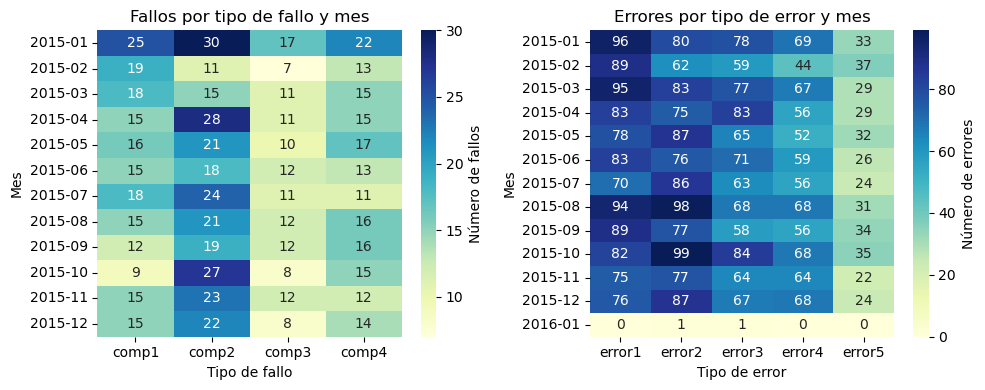 Fallos por tipo de fallo y mes
2015-01 25 30 17 22
2015-02 19 11 7 13
2015-03 18 15 11 15
2015-04 15 28 11 15
2015-05 16 21 10 17
2015-06 15 18 12 13
2015-07 18 24 11 11
2015-08 15 21 12 16
2015-09 12 19 12 16
2015-10 9 27 8 15
2015-11 15 23 12 12
2015-12 15 22 8 14
comp1 comp2 comp3 comp4
Tipo de fallo
Mes
30
25
20
15
10
Número de fallos
Errores por tipo de error y mes
2015-01 96 80 78 69 33
2015-02 89 62 59 44 37
2015-03 95 83 77 67 29
2015-04 83 75 83 56 29
2015-05 78 87 65 52 32
2015-06 83 76 71 59 26
2015-07 70 86 63 56 24
2015-08 94 98 68 68 31
2015-09 89 77 58 56 34
2015-10 82 99 84 68 35
2015-11 75 77 64 64 22
2015-12 76 87 67 68 24
2016-01 0 1 1 0 0
error1 error2 error3 error4 error5
Tipo de error
Mes
80
60
40
20
0
Número de errores